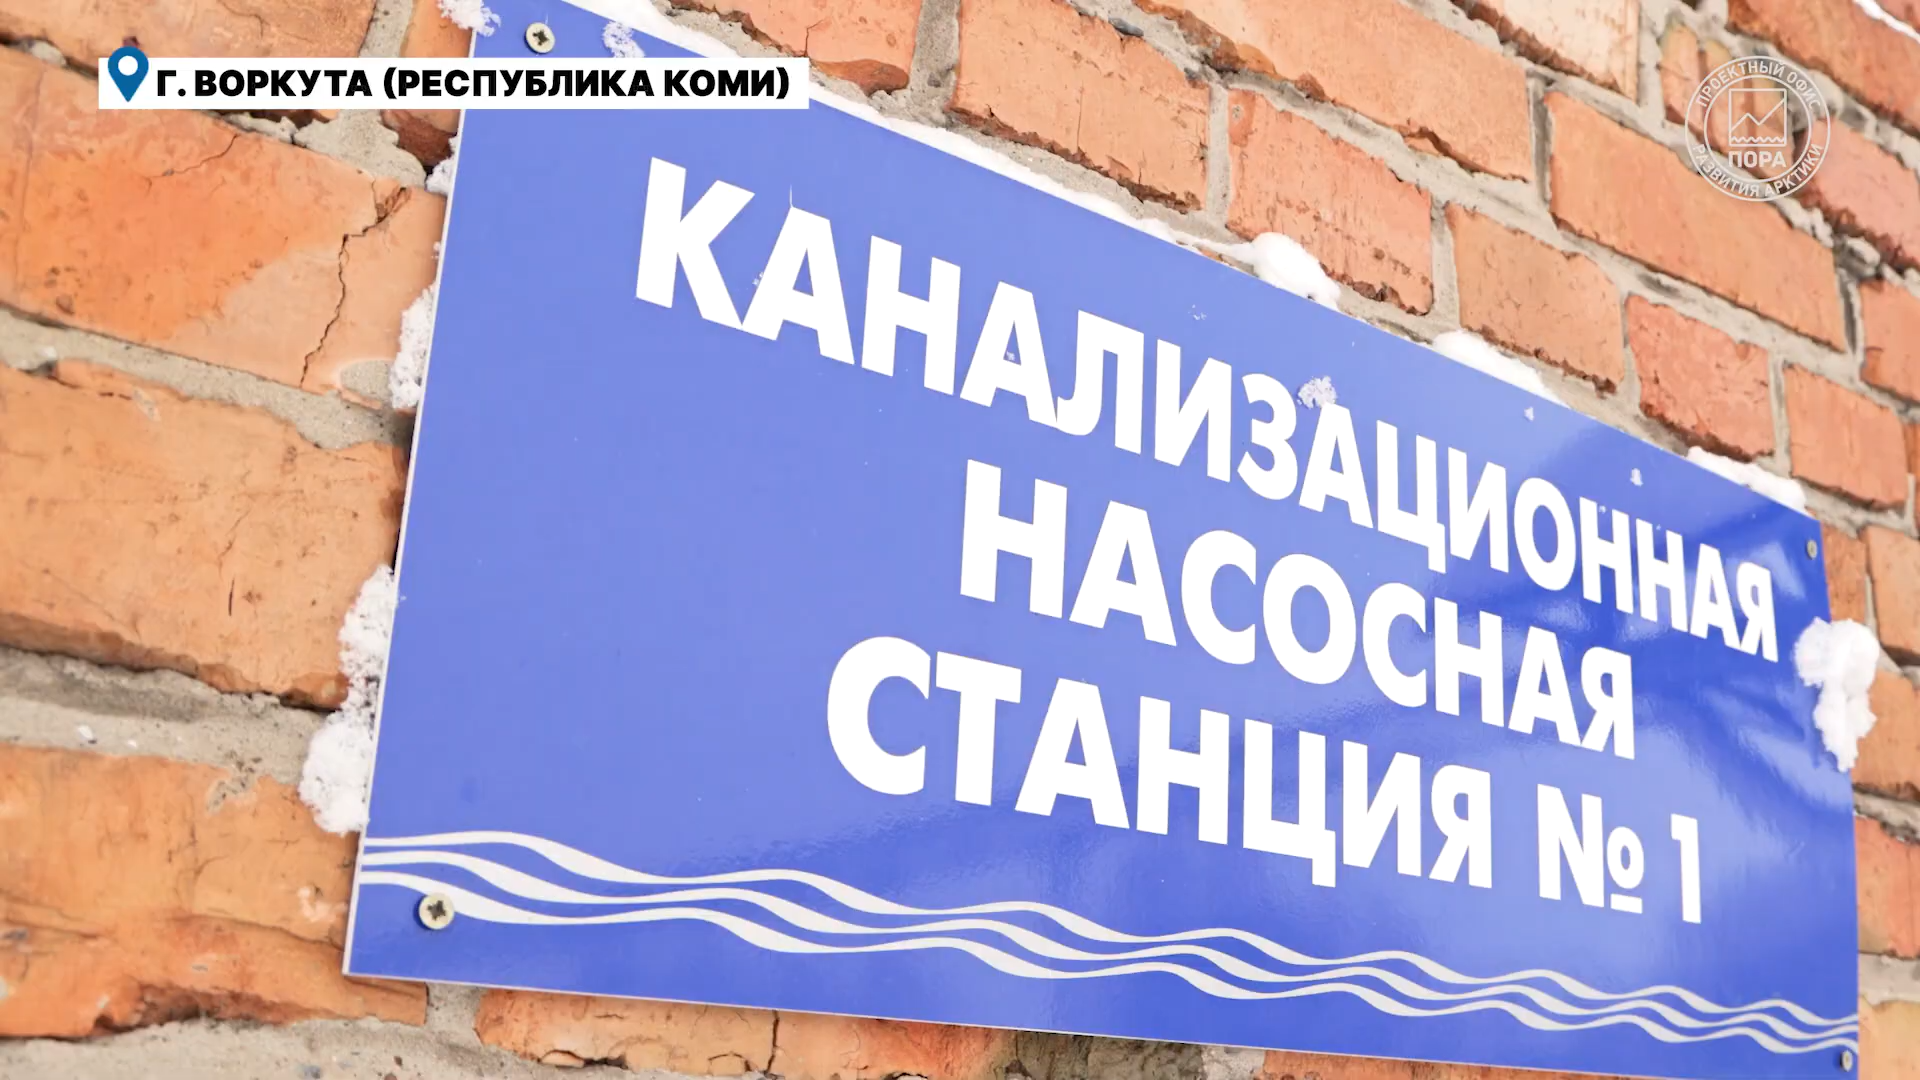 Г. ВОРКУТА (РЕСПУБЛИКА КОМИ)
ПРОЕКТНЫЙ ОФИС
ПОРА
РАЗВИТИЯ АРКТИКИ
КАНАЛИЗАЦИОННАЯ
НАСОСНАЯ
СТАНЦИЯ № 1